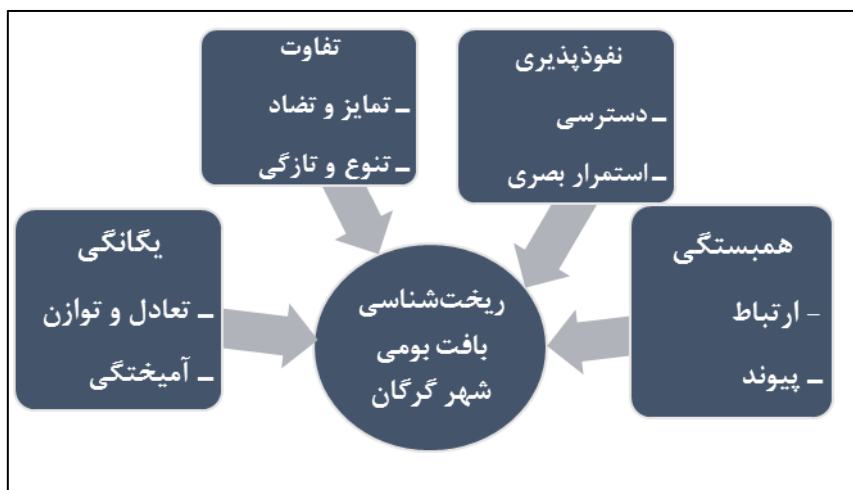 نفوذپذیری
ـ دسترسی
ـ استمرار بصری
تفاوت
ـ تمایز و تضاد
ـ تنوع و تازگی
همبستگی
- ارتباط
ـ پیوند
یگانگی
ـ تعادل و توازن
ـ آمیختگی
ریخت‌شناسی
بافت بومی
شهر گرگان